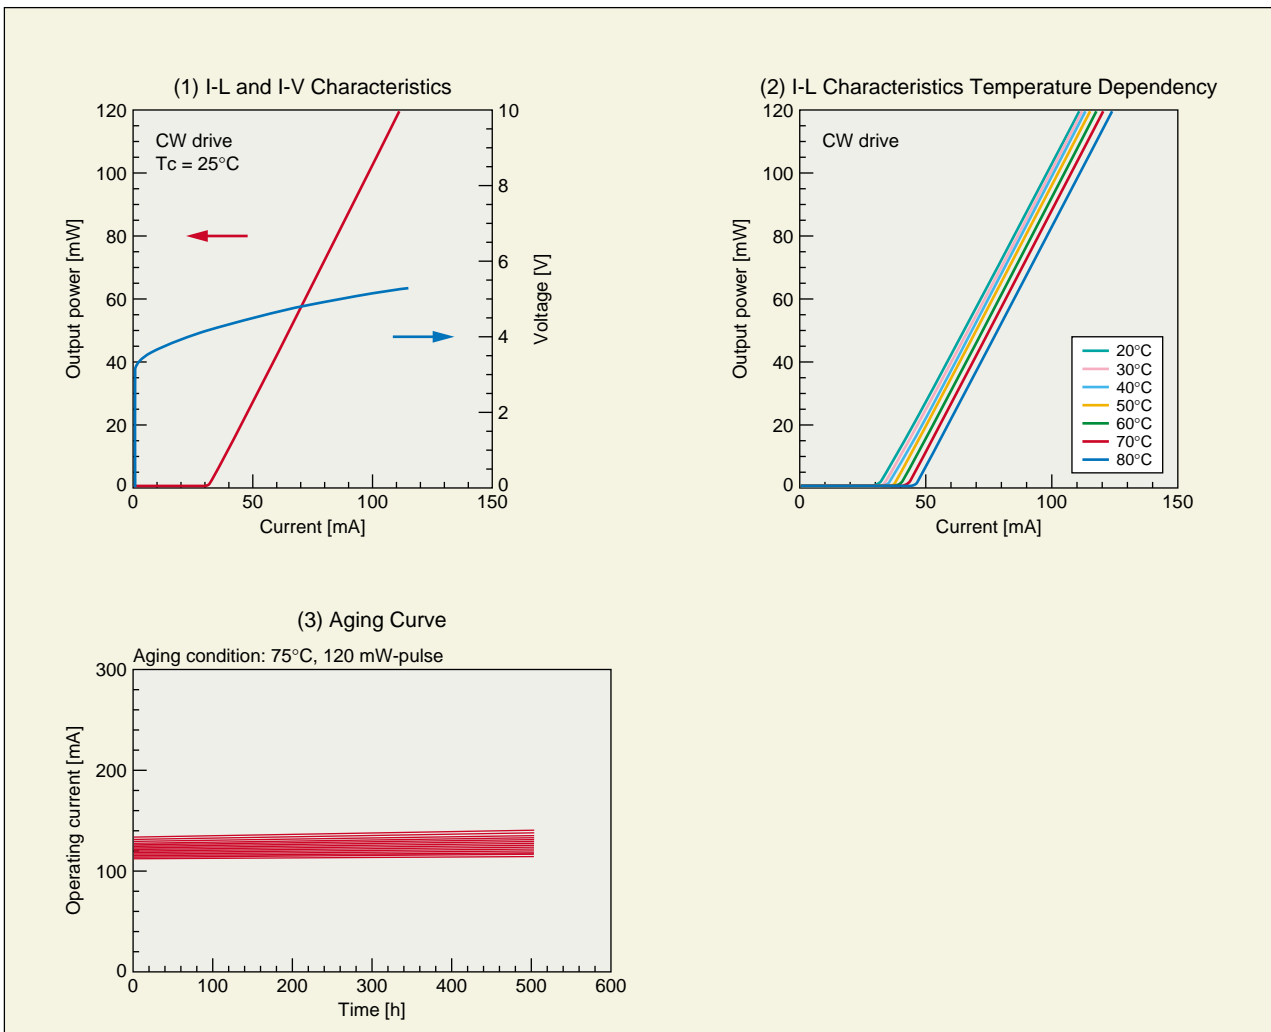 (1) I-L and I-V Characteristics
120
100
80
60
40
20
0
Output power [mW]
CW drive
Tc = 25°C
10
8
6
4
2
0
Voltage [V]
0 50 100 150
Current [mA]
(2) I-L Characteristics Temperature Dependency
120
100
80
60
40
20
0
Output power [mW]
CW drive
20°C
30°C
40°C
50°C
60°C
70°C
80°C
0 50 100 150
Current [mA]
(3) Aging Curve
Aging condition: 75°C, 120 mW-pulse
300
200
100
0
Operating current [mA]
0 100 200 300 400 500 600
Time [h]